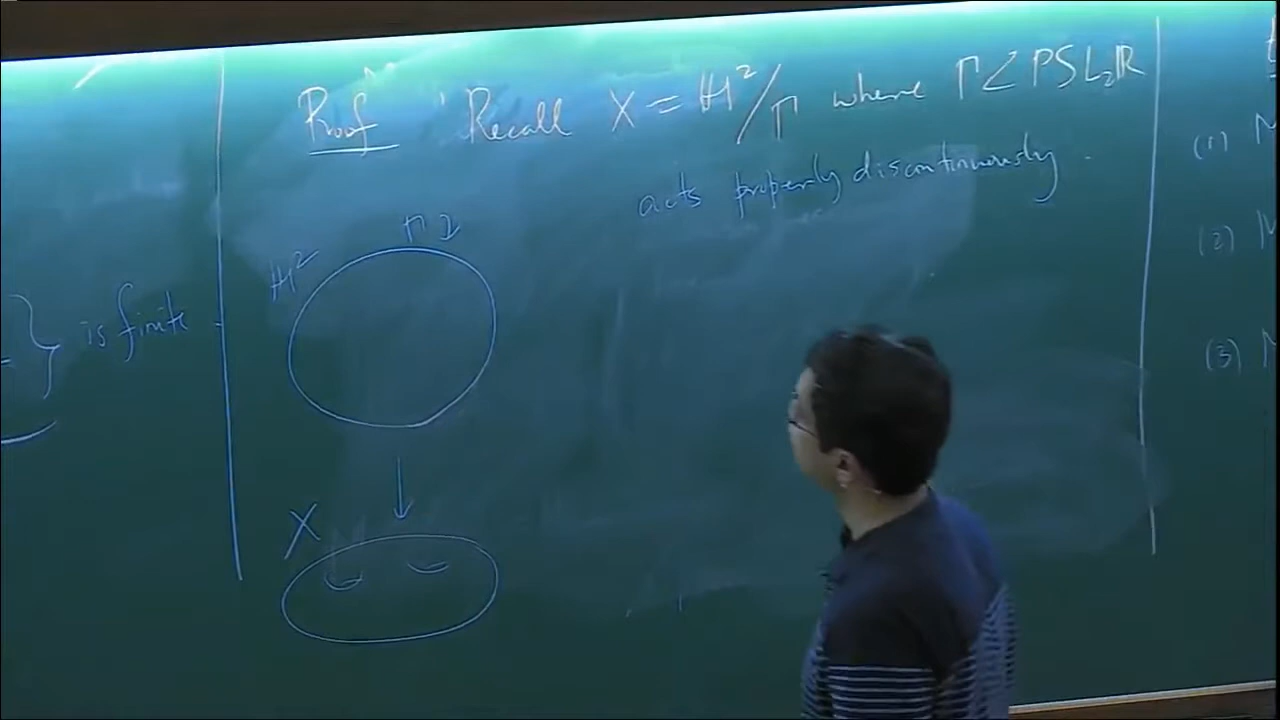 } is finite
Proof : Recall X = ℍ²/Γ where Γ < PSL₂ℝ
acts properly discontinuously.
Γ
ℍ²
↓
X
(1) M
(2) M
(3) M